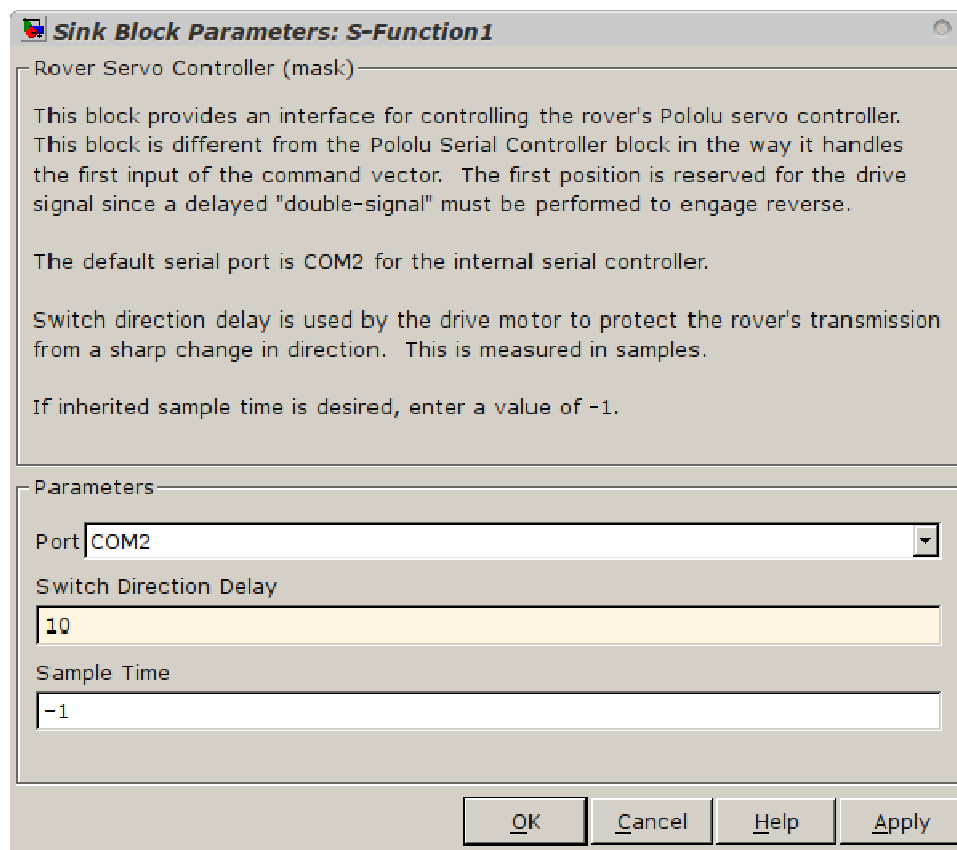 Sink Block Parameters: S-Function1
Rover Servo Controller (mask)
This block provides an interface for controlling the rover's Pololu servo controller.
This block is different from the Pololu Serial Controller block in the way it handles
the first input of the command vector.  The first position is reserved for the drive
signal since a delayed "double-signal" must be performed to engage reverse.
The default serial port is COM2 for the internal serial controller.
Switch direction delay is used by the drive motor to protect the rover's transmission
from a sharp change in direction.  This is measured in samples.
If inherited sample time is desired, enter a value of -1.
Parameters
Port COM2
Switch Direction Delay
10
Sample Time
-1
OK Cancel Help Apply